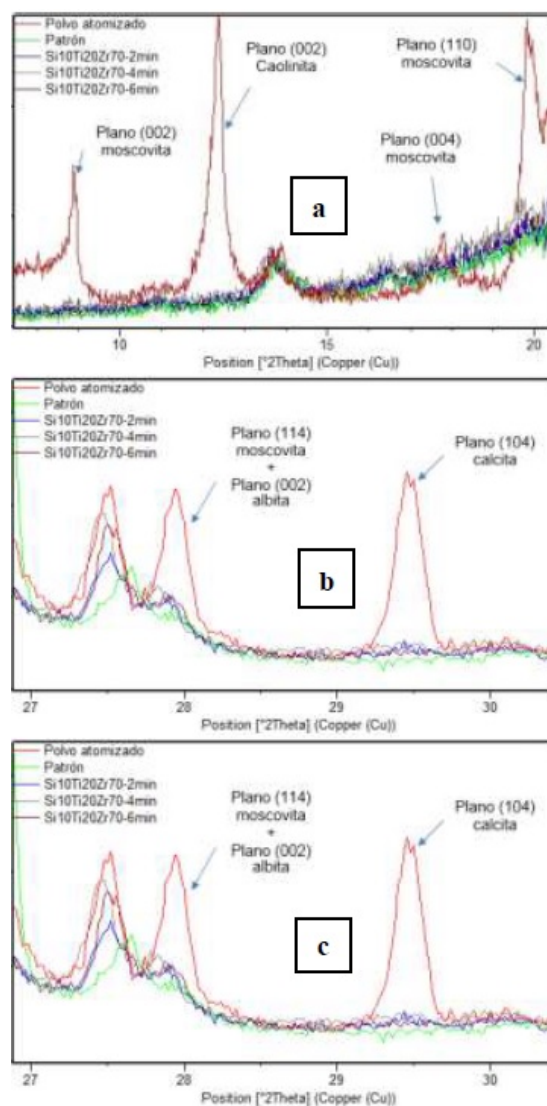 Polvo atomizado
Patrón
Si10Ti20Zr70-2min
Si10Ti20Zr70-4min
Si10Ti20Zr70-6min
Plano (002)
moscovita
Plano (002)
Caolinita
Plano (110)
moscovita
Plano (004)
moscovita
a
10
15
20
Position [°2Theta] (Copper (Cu))
Polvo atomizado
Patrón
Si10Ti20Zr70-2min
Si10Ti20Zr70-4min
Si10Ti20Zr70-6min
Plano (114)
moscovita
+
Plano (002)
albita
Plano (104)
calcita
b
27
28
29
30
Position [°2Theta] (Copper (Cu))
Polvo atomizado
Patrón
Si10Ti20Zr70-2min
Si10Ti20Zr70-4min
Si10Ti20Zr70-6min
Plano (114)
moscovita
+
Plano (002)
albita
Plano (104)
calcita
c
27
28
29
30
Position [°2Theta] (Copper (Cu))